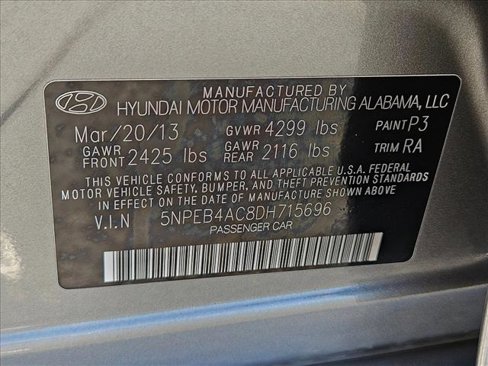 MANUFACTURED BY
HYUNDAI MOTOR MANUFACTURING ALABAMA, LLC
Mar/20/13 GVWR 4299 lbs PAINT P3
GAWR FRONT 2425 lbs GAWR REAR 2116 lbs TRIM RA
THIS VEHICLE CONFORMS TO ALL APPLICABLE U.S.A. FEDERAL
MOTOR VEHICLE SAFETY, BUMPER, AND THEFT PREVENTION STANDARDS
IN EFFECT ON THE DATE OF MANUFACTURE SHOWN ABOVE.
V.I.N 5NPEB4AC8DH715696
PASSENGER CAR